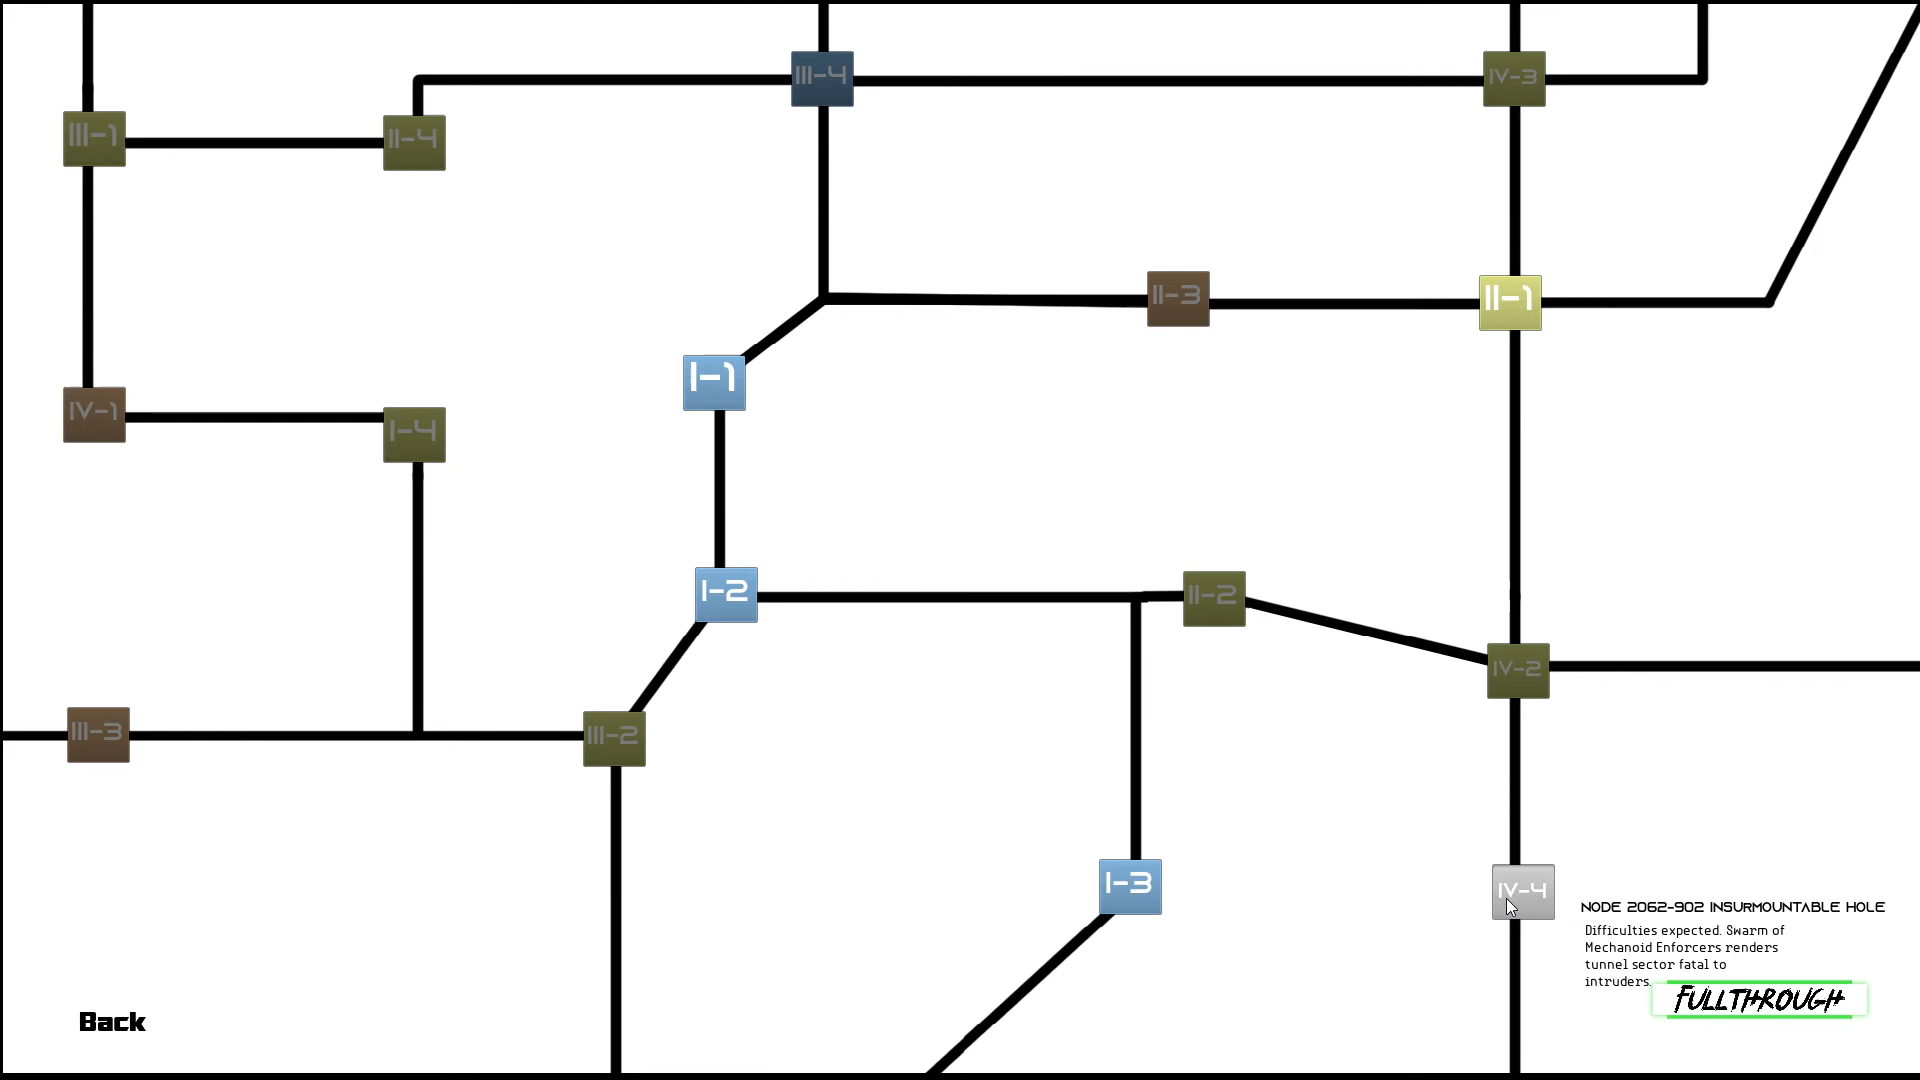 III-4
IV-3
III-1
II-4
II-3
II-1
I-1
IV-1
I-4
I-2
II-2
IV-2
III-3
III-2
I-3
IV-4
NODE 2062-902 INSURMOUNTABLE HOLE
Difficulties expected. Swarm of
Mechanoid Enforcers renders
tunnel sector fatal to
intruders.
FULLTHROUGH
Back